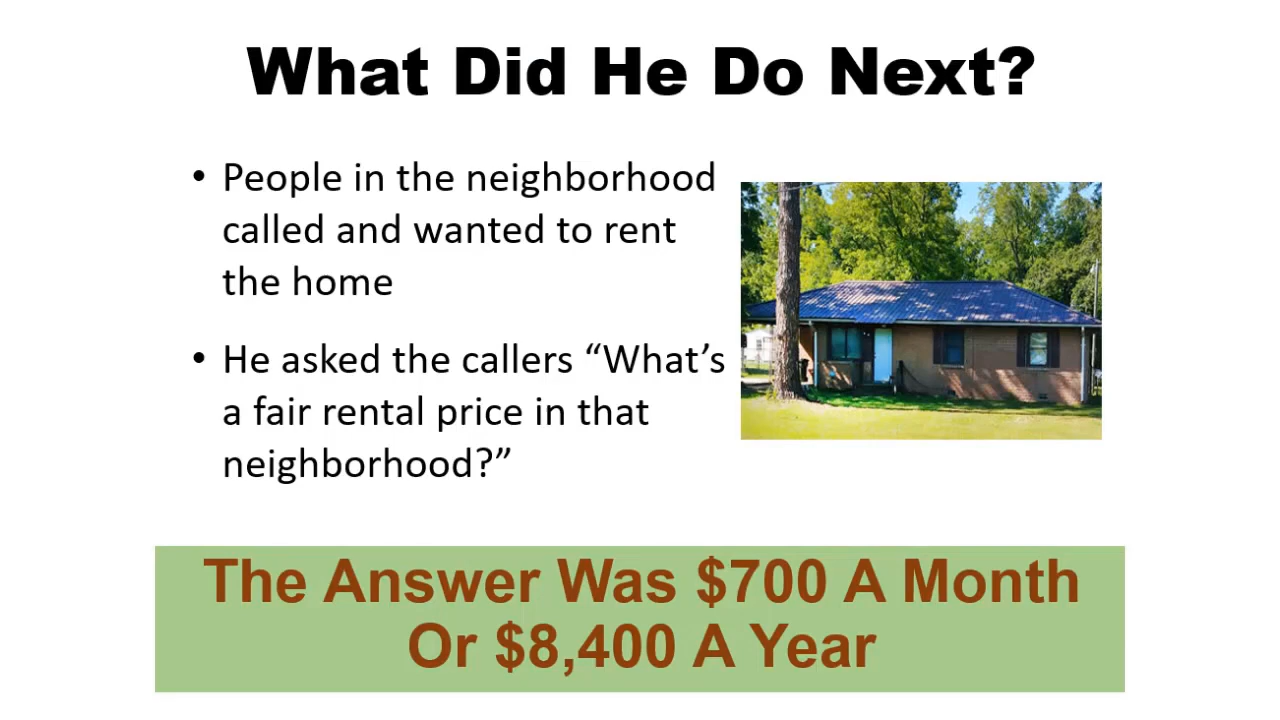 What Did He Do Next?
• People in the neighborhood
called and wanted to rent
the home
• He asked the callers “What’s
a fair rental price in that
neighborhood?”
The Answer Was $700 A Month
Or $8,400 A Year